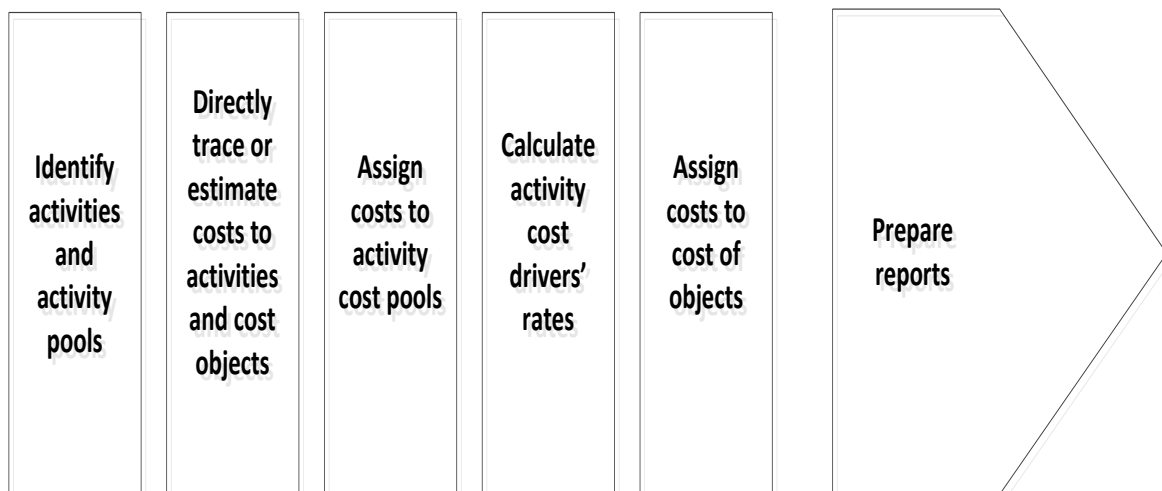 Identify
activities
and
activity
pools
Directly
trace or
estimate
costs to
activities
and cost
objects
Assign
costs to
activity
cost pools
Calculate
activity
cost
drivers’
rates
Assign
costs to
cost of
objects
Prepare
reports